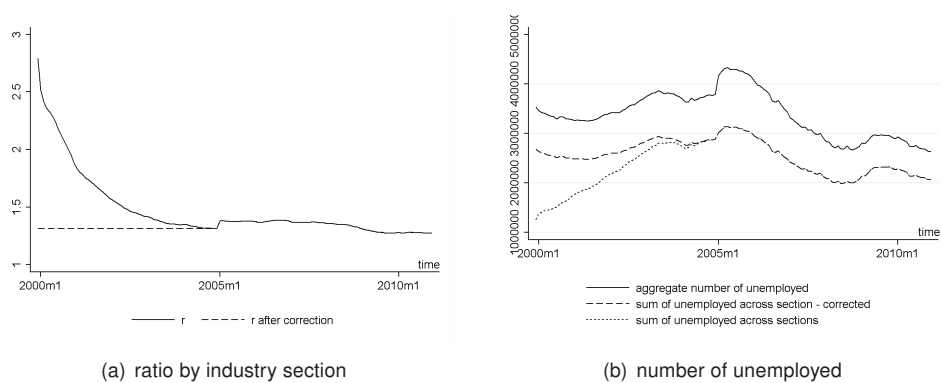 3
2.5
2
1.5
1
2000m1 2005m1 2010m1
time
r r after correction
(a) ratio by industry section
1000000 2000000 3000000 4000000 5000000
2000m1 2005m1 2010m1
time
aggregate number of unemployed
sum of unemployed across section - corrected
sum of unemployed across sections
(b) number of unemployed